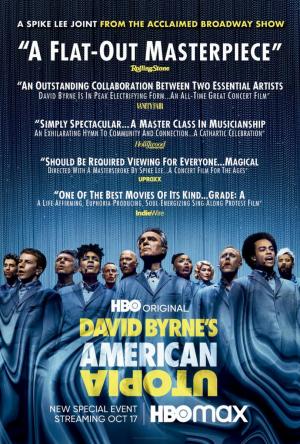 A SPIKE LEE JOINT FROM THE ACCLAIMED BROADWAY SHOW
"A FLAT-OUT MASTERPIECE"
RollingStone
"AN OUTSTANDING COLLABORATION BETWEEN TWO ESSENTIAL ARTISTS
DAVID BYRNE IS IN PEAK ELECTRIFYING FORM...AN ALL-TIME GREAT CONCERT FILM"
VANITY FAIR
"SIMPLY SPECTACULAR...A MASTER CLASS IN MUSICIANSHIP
AN EXHILARATING HYMN TO COMMUNITY AND CONNECTION...A CATHARTIC CELEBRATION"
Hollywood
"SHOULD BE REQUIRED VIEWING FOR EVERYONE...MAGICAL
DIRECTED WITH A MASTERSTROKE BY SPIKE LEE...A CONCERT FILM FOR THE AGES"
UPROXX
"ONE OF THE BEST MOVIES OF ITS KIND...GRADE: A
A LIFE-AFFIRMING, EUPHORIA PRODUCING, SOUL-ENERGIZING SING ALONG PROTEST FILM"
IndieWire
HBO ORIGINAL
DAVID BYRNE'S
AMERICAN
UTOPIA
NEW SPECIAL EVENT
STREAMING OCT 17
HBOmax